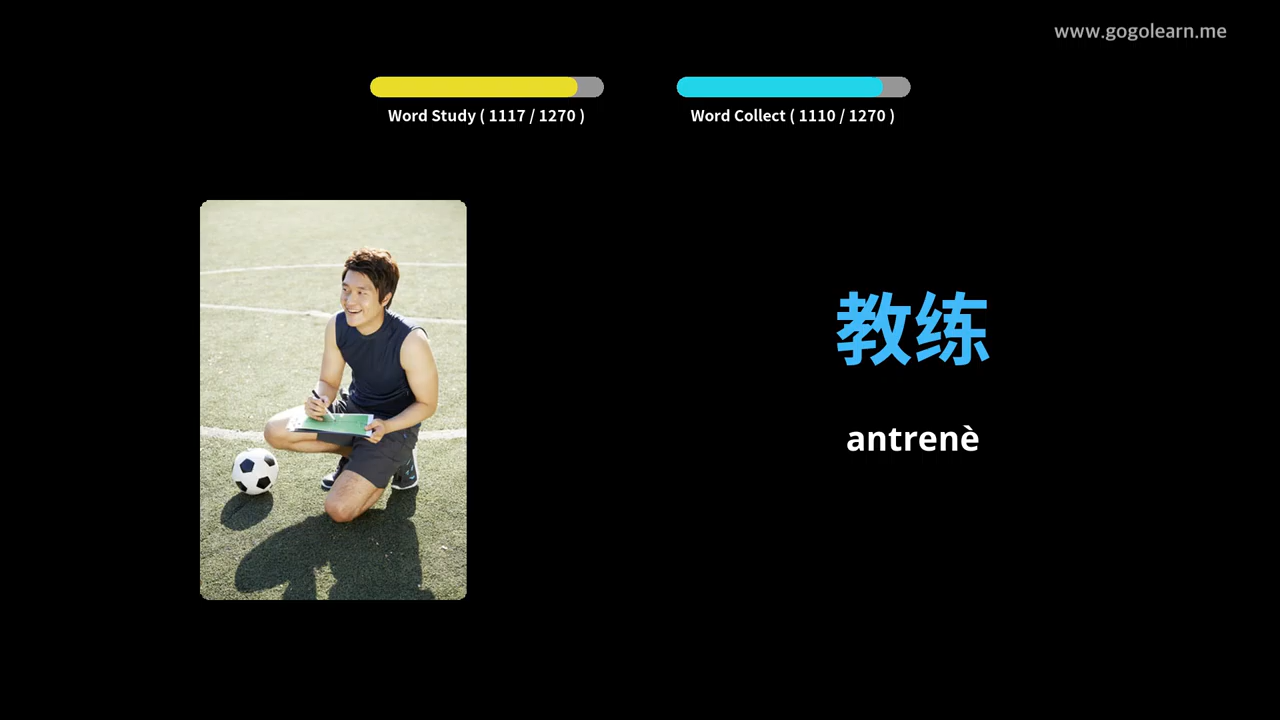 www.gogolearn.me
Word Study ( 1117 / 1270 )
Word Collect ( 1110 / 1270 )
教练
antrenè